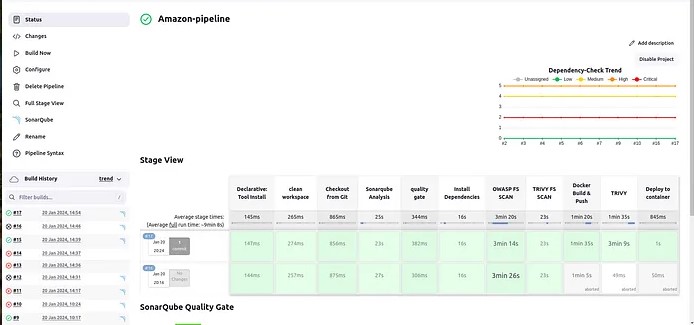 Status
Amazon-pipeline
Changes
Build Now
Add description
Configure
Disable Project
Delete Pipeline
Dependency-Check Trend
Unassigned Low Medium High Critical
Full Stage View
SonarQube
Rename
Pipeline Syntax
5
4
3
2
1
0
#2 #3 #4 #5 #6 #7 #8 #9 #10 #16 #17
Stage View
Build History
trend
Filter builds...
/
Declarative: Tool Install
clean workspace
Checkout from Git
Sonarqube Analysis
quality gate
Install Dependencies
OWASP FS SCAN
TRIVY FS SCAN
Docker Build & Push
TRIVY
Deploy to container
Average stage times:
(Average full run time: ~9min 8s)
145ms 265ms 865ms 25s 344ms 16s 3min 20s 23s 1min 20s 1min 35s 845ms
#17 20 Jan 2024, 14:54
#16 20 Jan 2024, 14:46
#15 20 Jan 2024, 14:39
#14 20 Jan 2024, 14:37
#13 20 Jan 2024, 14:33
#12 20 Jan 2024, 14:31
#11 20 Jan 2024, 14:17
#10 20 Jan 2024, 10:24
#9 20 Jan 2024, 10:17
Jan 20
20:24
commit
147ms 274ms 856ms 23s 382ms 16s 3min 14s 23s 1min 35s 3min 9s 1s
Jan 20
20:16
No Changes
144ms 257ms 875ms 27s 306ms 16s 3min 26s 23s 1min 5s 49ms 50ms
aborted aborted aborted
SonarQube Quality Gate